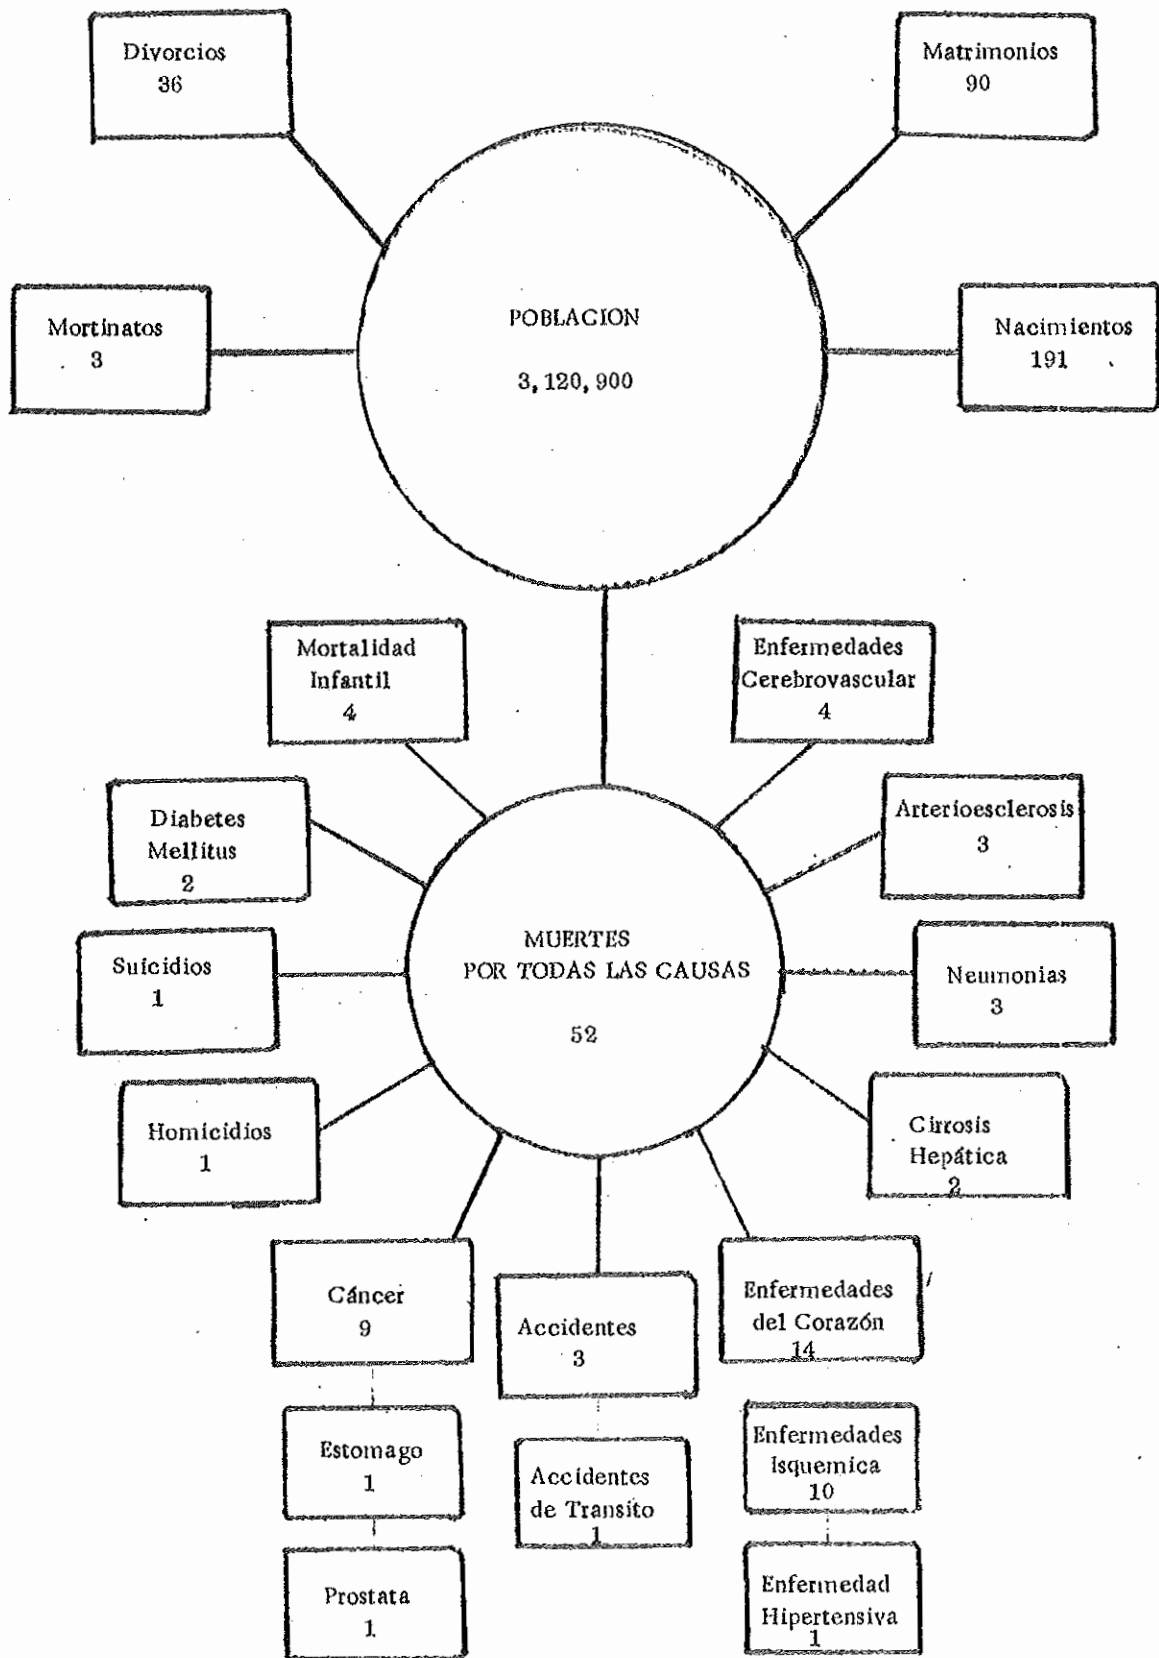 Divorcios
36
Matrimonios
90
Mortinatos
3
POBLACION
3,120,900
Nacimientos
191
Mortalidad
Infantil
4
Enfermedades
Cerebrovascular
4
Diabetes
Mellitus
2
Arterioesclerosis
3
Suicidios
1
MUERTES
POR TODAS LAS CAUSAS
52
Neumonias
3
Homicidios
1
Cirrosis
Hepática
2
Cáncer
9
Accidentes
3
Enfermedades
del Corazón
14
Estomago
1
Accidentes
de Transito
1
Enfermedades
Isquemica
10
Prostata
1
Enfermedad
Hipertensiva
1